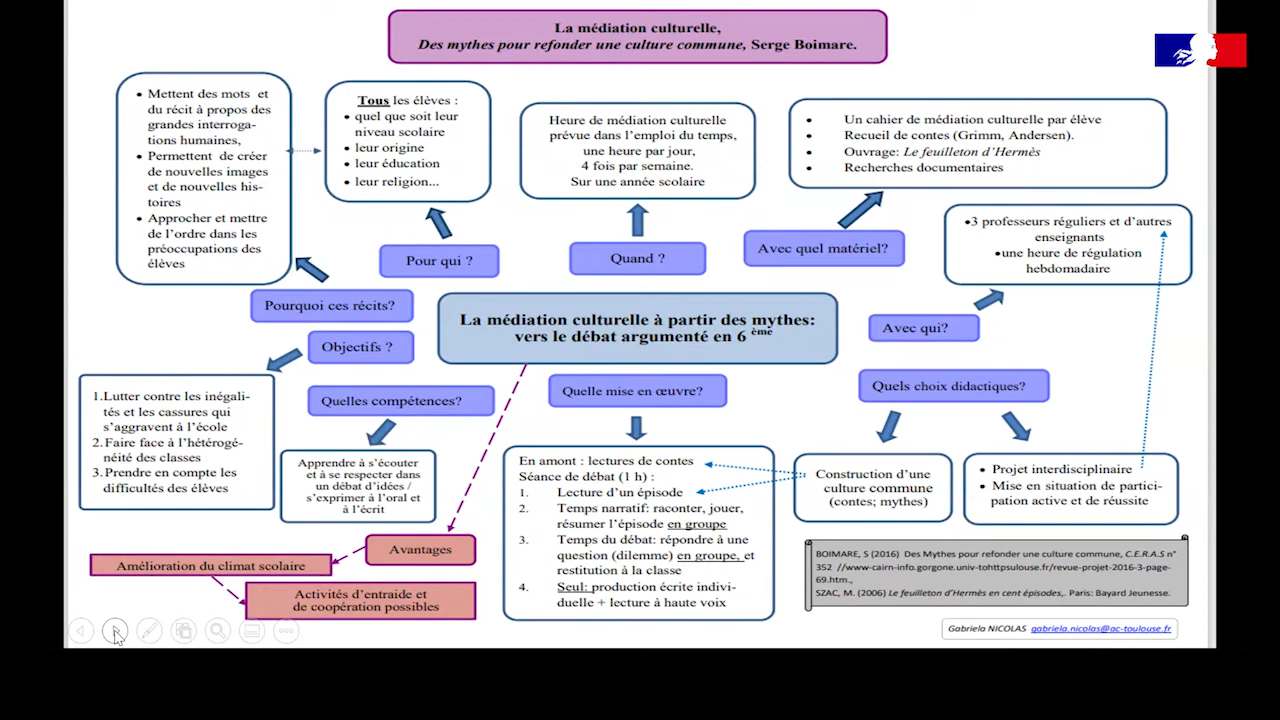 La médiation culturelle,
Des mythes pour refonder une culture commune, Serge Boimare.
• Mettent des mots et
du récit à propos des
grandes interroga-
tions humaines,
• Permettent de créer
de nouvelles images
et de nouvelles his-
toires
• Approcher et mettre
de l'ordre dans les
préoccupations des
élèves
Tous les élèves :
• quel que soit leur
niveau scolaire
• leur origine
• leur éducation
• leur religion...
Heure de médiation culturelle
prévue dans l'emploi du temps,
une heure par jour,
4 fois par semaine.
Sur une année scolaire
• Un cahier de médiation culturelle par élève
• Recueil de contes (Grimm, Andersen).
• Ouvrage: Le feuilleton d'Hermès
• Recherches documentaires
•3 professeurs réguliers et d'autres
enseignants
•une heure de régulation
hebdomadaire
Pour qui ?
Quand ?
Avec quel matériel?
Pourquoi ces récits?
Avec qui?
La médiation culturelle à partir des mythes:
vers le débat argumenté en 6 ème
Objectifs ?
Quelles compétences?
Quelle mise en œuvre?
Quels choix didactiques?
1.Lutter contre les inégali-
tés et les cassures qui
s'aggravent à l'école
2. Faire face à l'hétérogé-
néité des classes
3. Prendre en compte les
difficultés des élèves
Apprendre à s'écouter
et à se respecter dans
un débat d'idées /
s'exprimer à l'oral et
à l'écrit
En amont : lectures de contes
Séance de débat (1 h) :
1. Lecture d'un épisode
2. Temps narratif: raconter, jouer,
résumer l'épisode en groupe
3. Temps du débat: répondre à une
question (dilemme) en groupe, et
restitution à la classe
4. Seul: production écrite indivi-
duelle + lecture à haute voix
Construction d'une
culture commune
(contes; mythes)
• Projet interdisciplinaire
• Mise en situation de partici-
pation active et de réussite
Avantages
Amélioration du climat scolaire
Activités d'entraide et
de coopération possibles
BOIMARE, S (2016) Des Mythes pour refonder une culture commune, C.E.R.A.S n°
352 //www-cairn-info.gorgone.univ-tohttpsulouse.fr/revue-projet-2016-3-page-
69.htm.,
SZAC, M. (2006) Le feuilleton d'Hermès en cent épisodes,. Paris: Bayard Jeunesse.
Gabriela NICOLAS gabriela.nicolas@ac-toulouse.fr